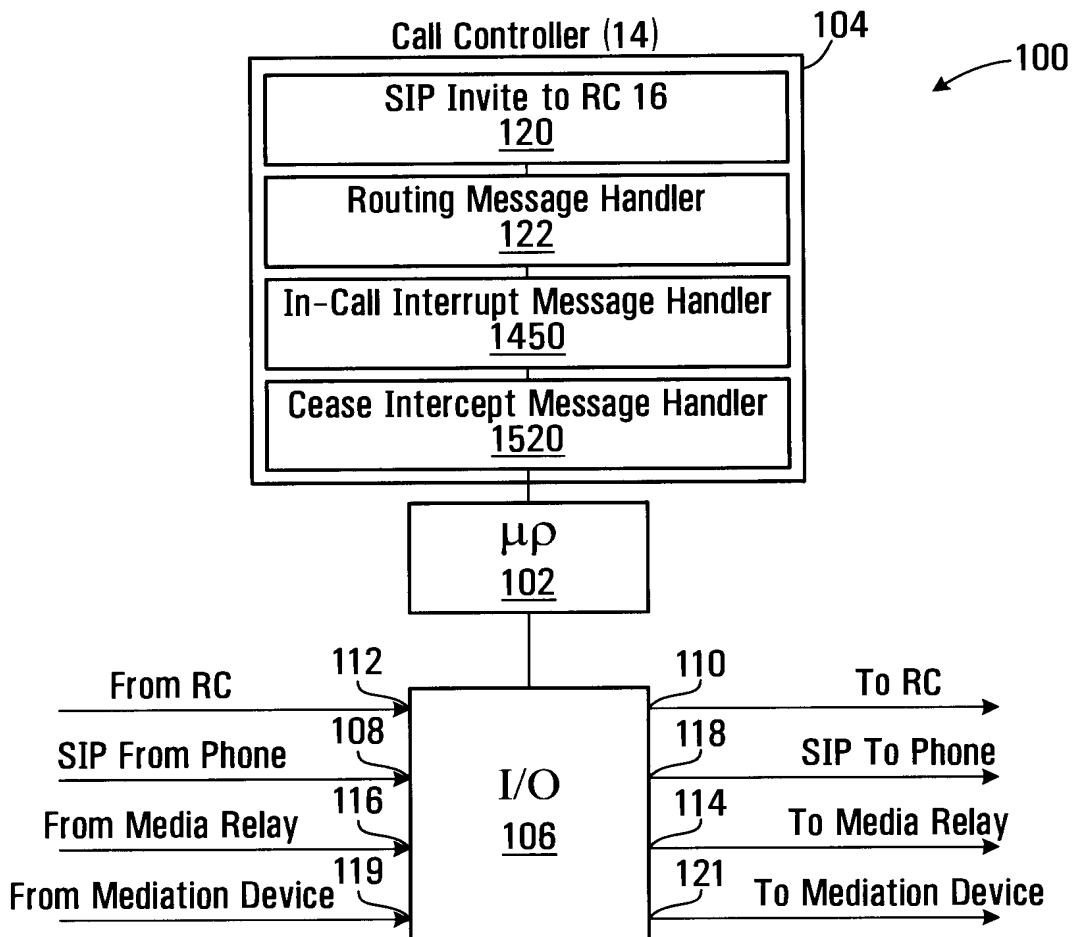 Call Controller (14)
104
100
SIP Invite to RC 16
120
Routing Message Handler
122
In-Call Interrupt Message Handler
1450
Cease Intercept Message Handler
1520
μρ
102
From RC
112
110
To RC
SIP From Phone
108
118
SIP To Phone
I/O
From Media Relay
116
114
To Media Relay
106
From Mediation Device
119
121
To Mediation Device